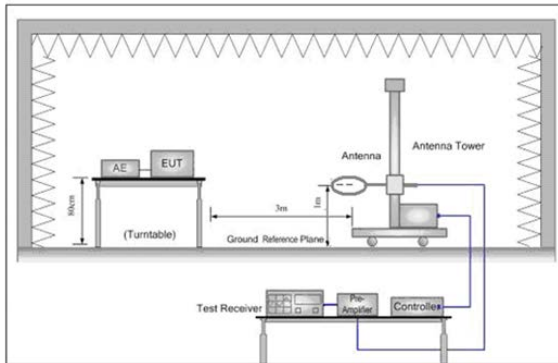 AE
EUT
80cm
(Turntable)
3m
1m
Antenna
Antenna Tower
Ground Reference Plane
Test Receiver
Pre-
Amplifier
Controller